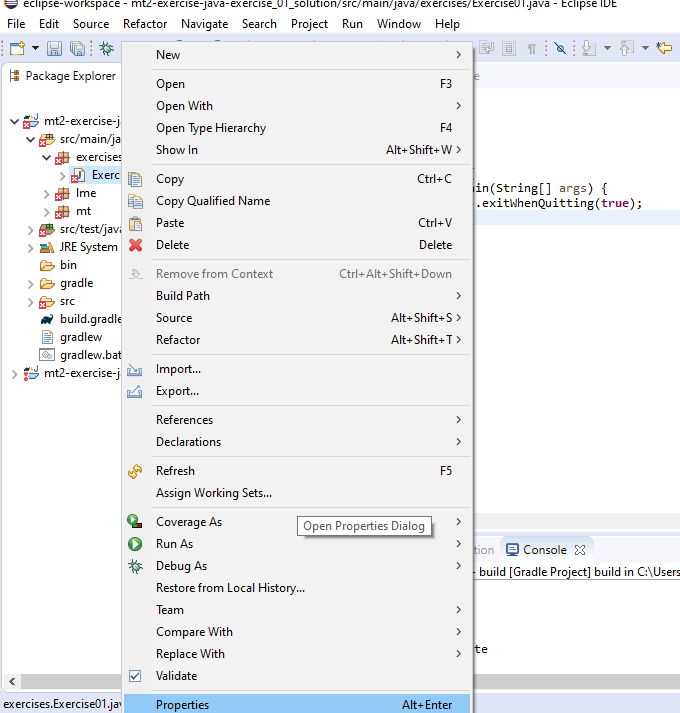 eclipse-workspace - mt2-exercise-java-exercise_01_solution/src/main/java/exercises/Exercise01.java - Eclipse IDE
File Edit Source Refactor Navigate Search Project Run Window Help
Package Explorer
mt2-exercise-j
src/main/ja
exercises
Exerc
lme
mt
src/test/java
JRE System
bin
gradle
src
build.gradle
gradlew
gradlew.bat
mt2-exercise-j
New
Open F3
Open With
Open Type Hierarchy F4
Show In Alt+Shift+W
Copy Ctrl+C
Copy Qualified Name
Paste Ctrl+V
Delete Delete
Remove from Context Ctrl+Alt+Shift+Down
Build Path
Source Alt+Shift+S
Refactor Alt+Shift+T
Import...
Export...
References
Declarations
Refresh F5
Assign Working Sets...
Coverage As
Open Properties Dialog
Run As
Debug As
Restore from Local History...
Team
Compare With
Replace With
Validate
Properties Alt+Enter
in(String[] args) {
.exitWhenQuitting(true);
tion Console
- build [Gradle Project] build in C:\Users
te
exercises.Exercise01.jav